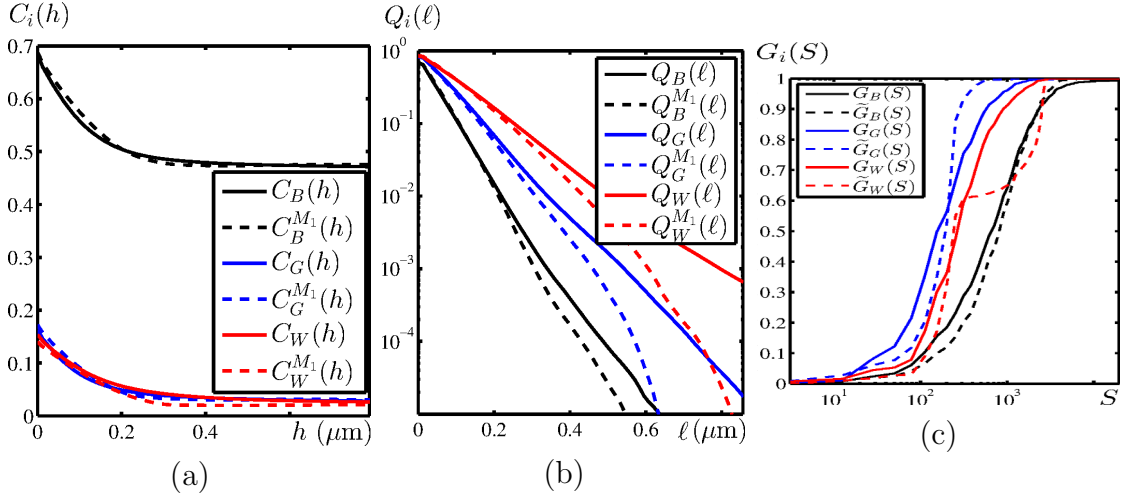 C_i(h)
0.7
0.6
0.5
0.4
0.3
0.2
0.1
0
0
0.2
0.4
h (μm)
C_B(h)
C_B^{M_1}(h)
C_G(h)
C_G^{M_1}(h)
C_W(h)
C_W^{M_1}(h)
(a)
Q_i(ℓ)
10^0
10^{-1}
10^{-2}
10^{-3}
10^{-4}
0
0.2
0.4
ℓ
0.6
(μm)
Q_B(ℓ)
Q_B^{M_1}(ℓ)
Q_G(ℓ)
Q_G^{M_1}(ℓ)
Q_W(ℓ)
Q_W^{M_1}(ℓ)
(b)
G_i(S)
1
0.9
0.8
0.7
0.6
0.5
0.4
0.3
0.2
0.1
0
10^1
10^2
10^3
S
G_B(S)
G̃_B(S)
G_G(S)
G̃_G(S)
G_W(S)
G̃_W(S)
(c)